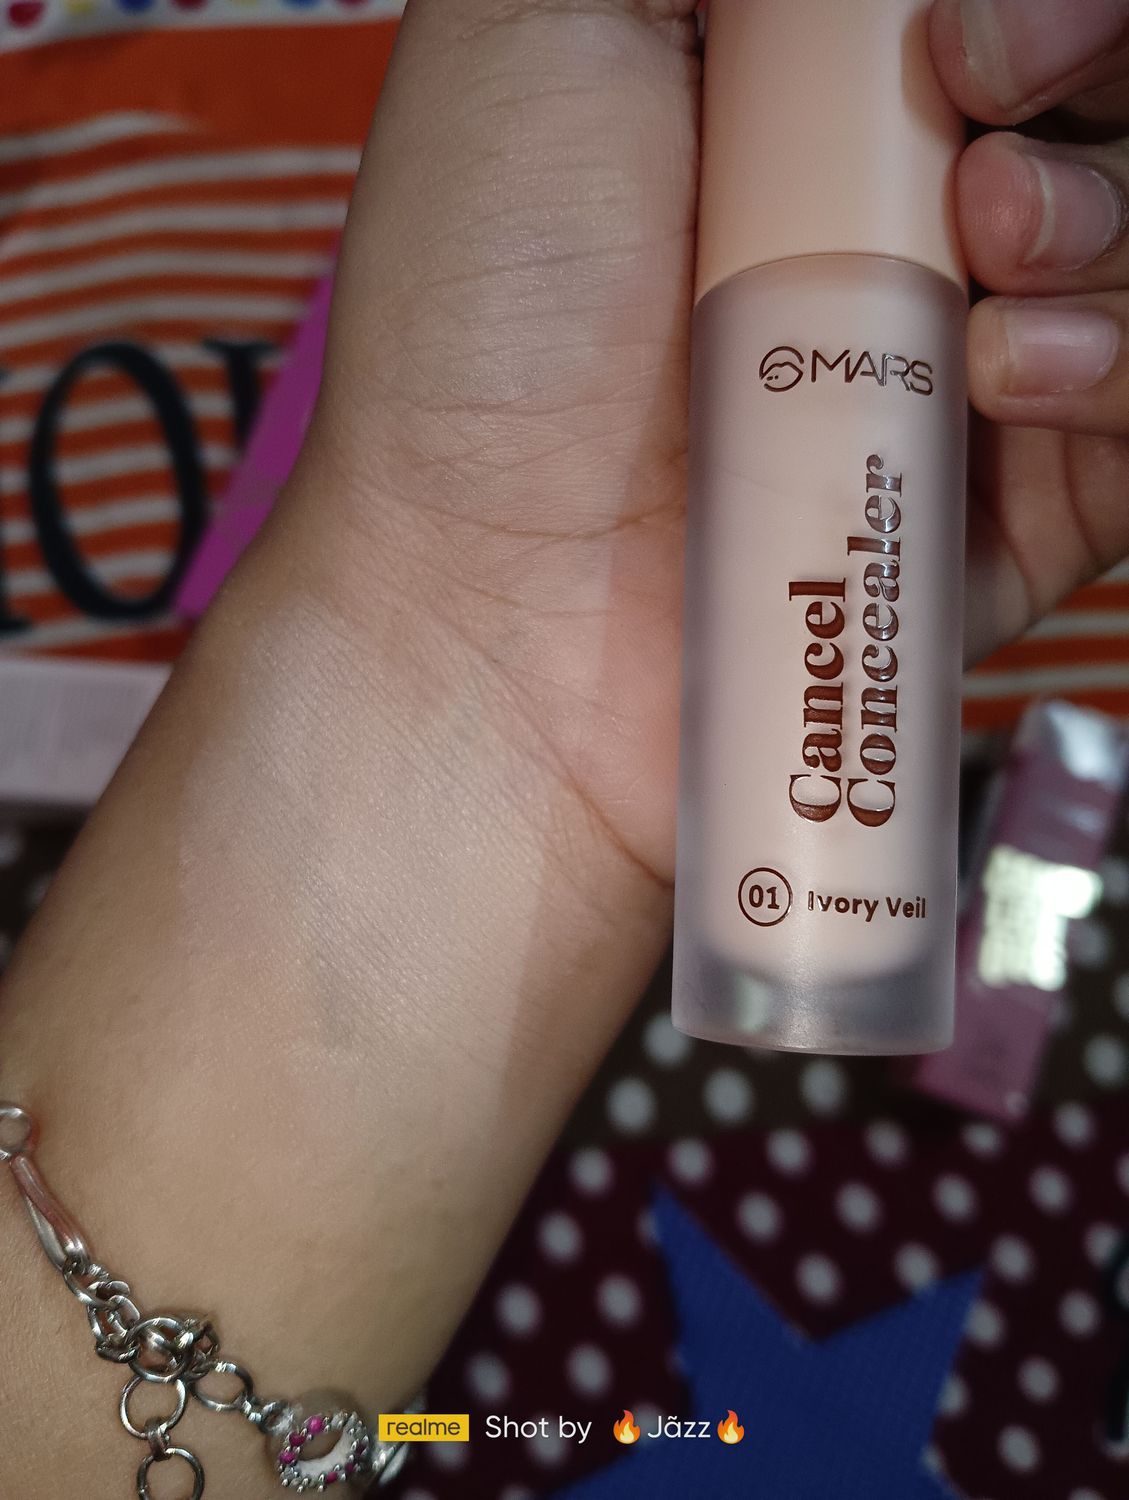 MARS
Cancel
Concealer
01 Ivory Veil
realme Shot by 🔥Jãzz🔥